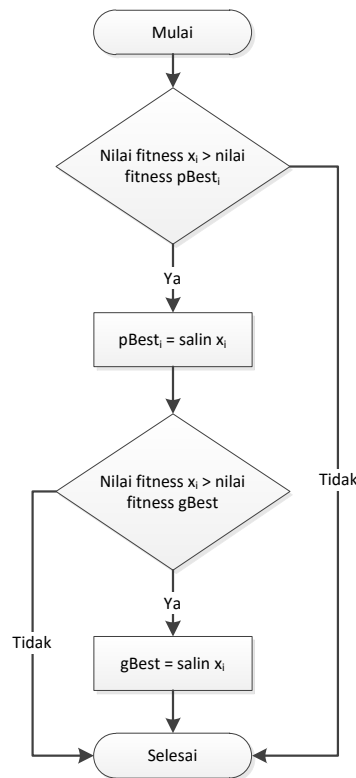 Mulai
Nilai fitness xᵢ > nilai
fitness pBestᵢ
Ya
pBestᵢ = salin xᵢ
Nilai fitness xᵢ > nilai
fitness gBest
Tidak
Ya
Tidak
gBest = salin xᵢ
Selesai